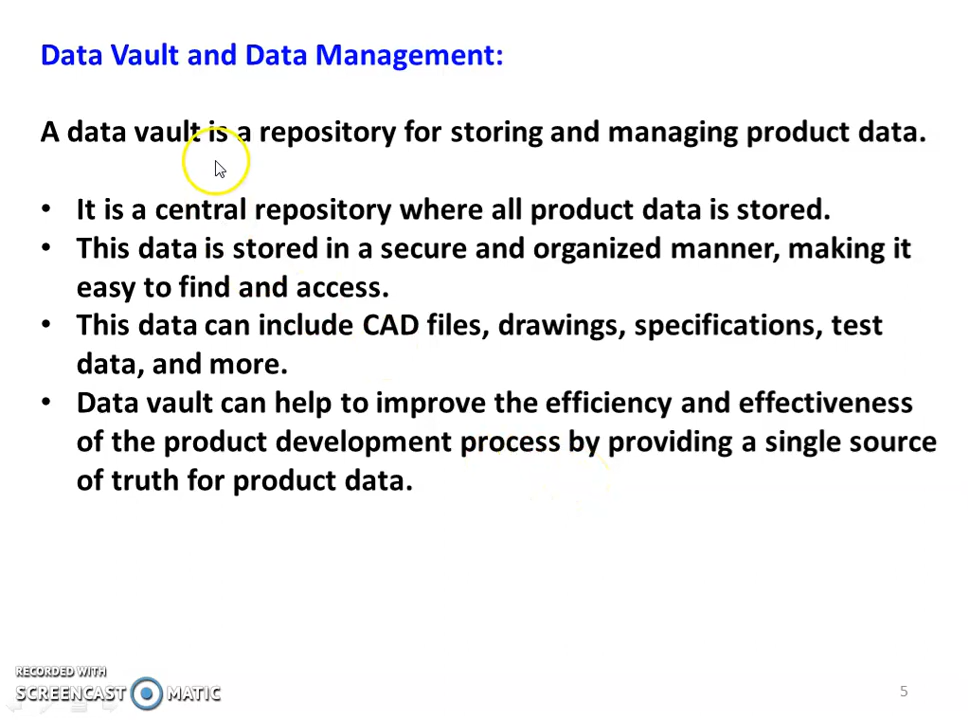 Data Vault and Data Management:
A data vault is a repository for storing and managing product data.
• It is a central repository where all product data is stored.
• This data is stored in a secure and organized manner, making it
easy to find and access.
• This data can include CAD files, drawings, specifications, test
data, and more.
• Data vault can help to improve the efficiency and effectiveness
of the product development process by providing a single source
of truth for product data.
RECORDED WITH
SCREENCAST MATIC
5